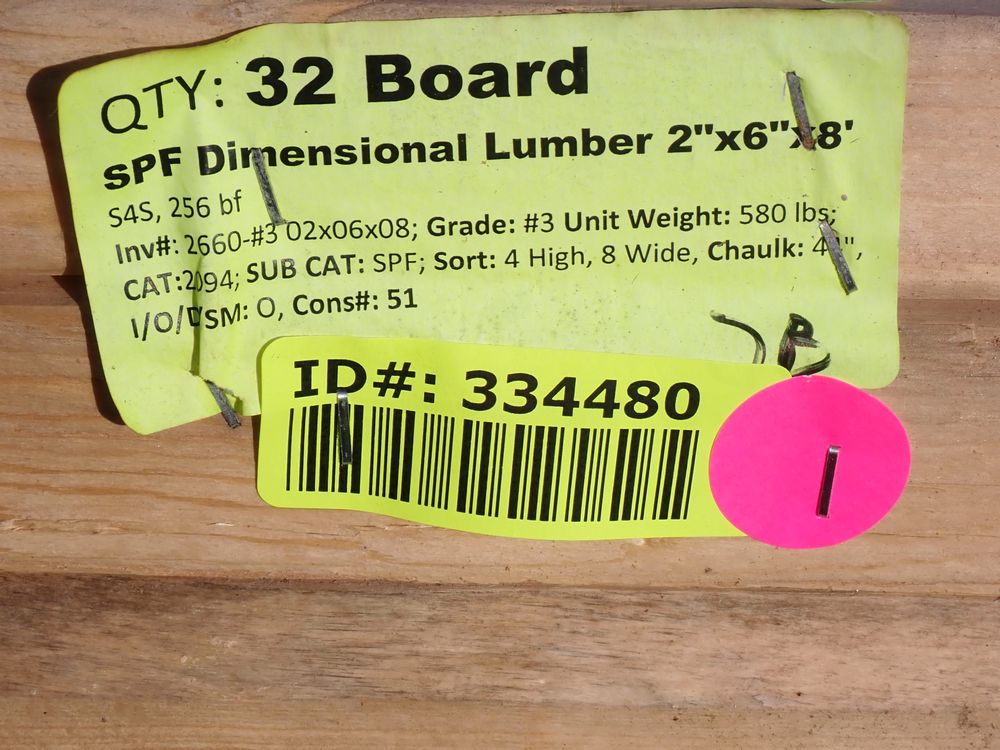 QTY: 32 Board
SPF Dimensional Lumber 2"x6"x8'
S4S, 256 bf
Inv#: 2660-#3 02x06x08; Grade: #3 Unit Weight: 580 lbs;
CAT: SUB CAT: SPF; Sort: 4 High, 8 Wide, Chaulk:
I/O/DSM: O, Cons#: 51
ID#: 334480